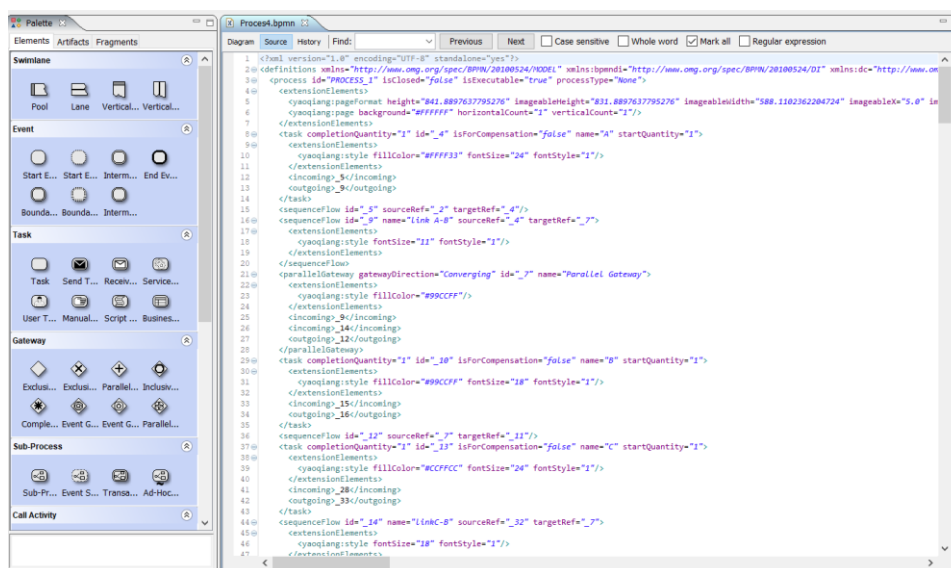 Palette
Elements Artifacts Fragments
Swimlane
Pool Lane Vertical... Vertical...
Event
Start E... Start E... Interm... End Ev...
Bounda... Bounda... Interm...
Task
Task Send T... Receiv... Service...
User T... Manual... Script ... Busines...
Gateway
Exclusi... Exclusi... Parallel... Inclusiv...
Comple... Event G... Event G... Parallel...
Sub-Process
Sub-Pr... Event S... Transa... Ad-Hoc...
Call Activity
Proces4.bpmn
Diagram Source History Find: Previous Next Case sensitive Whole word Mark all Regular expression
1 <?xml version="1.0" encoding="UTF-8" standalone="yes"?>
2 <definitions xmlns="http://www.omg.org/spec/BPMN/20100524/MODEL" xmlns:bpmndi="http://www.omg.org/spec/BPMN/20100524/DI" xmlns:dc="http://www.om
3 <process id="PROCESS_1" isClosed="false" isExecutable="true" processType="None">
4 <extensionElements>
5 <yaoqiang:pageFormat height="841.8897637795276" imageableHeight="831.8897637795276" imageableWidth="588.1102362204724" imageableX="5.0" im
6 <yaoqiang:page background="#FFFFFF" horizontalCount="1" verticalCount="1"/>
7 </extensionElements>
8 <task completionQuantity="1" id="_4" isForCompensation="false" name="A" startQuantity="1">
9 <extensionElements>
10 <yaoqiang:style fillColor="#FFFF33" fontSize="24" fontStyle="1"/>
11 </extensionElements>
12 <incoming>_5</incoming>
13 <outgoing>_9</outgoing>
14 </task>
15 <sequenceFlow id="_5" sourceRef="_2" targetRef="_4"/>
16 <sequenceFlow id="_9" name="link A-B" sourceRef="_4" targetRef="_7">
17 <extensionElements>
18 <yaoqiang:style fontSize="11" fontStyle="1"/>
19 </extensionElements>
20 </sequenceFlow>
21 <parallelGateway gatewayDirection="Converging" id="_7" name="Parallel Gateway">
22 <extensionElements>
23 <yaoqiang:style fillColor="#99CCFF"/>
24 </extensionElements>
25 <incoming>_9</incoming>
26 <incoming>_14</incoming>
27 <outgoing>_12</outgoing>
28 </parallelGateway>
29 <task completionQuantity="1" id="_10" isForCompensation="false" name="B" startQuantity="1">
30 <extensionElements>
31 <yaoqiang:style fillColor="#99CCFF" fontSize="18" fontStyle="1"/>
32 </extensionElements>
33 <incoming>_15</incoming>
34 <outgoing>_16</outgoing>
35 </task>
36 <sequenceFlow id="_12" sourceRef="_7" targetRef="_11"/>
37 <task completionQuantity="1" id="_13" isForCompensation="false" name="C" startQuantity="1">
38 <extensionElements>
39 <yaoqiang:style fillColor="#CCFFCC" fontSize="24" fontStyle="1"/>
40 </extensionElements>
41 <incoming>_28</incoming>
42 <outgoing>_33</outgoing>
43 </task>
44 <sequenceFlow id="_14" name="linkC-B" sourceRef="_32" targetRef="_7">
45 <extensionElements>
46 <yaoqiang:style fontSize="18" fontStyle="1"/>
47 </extensionElements>